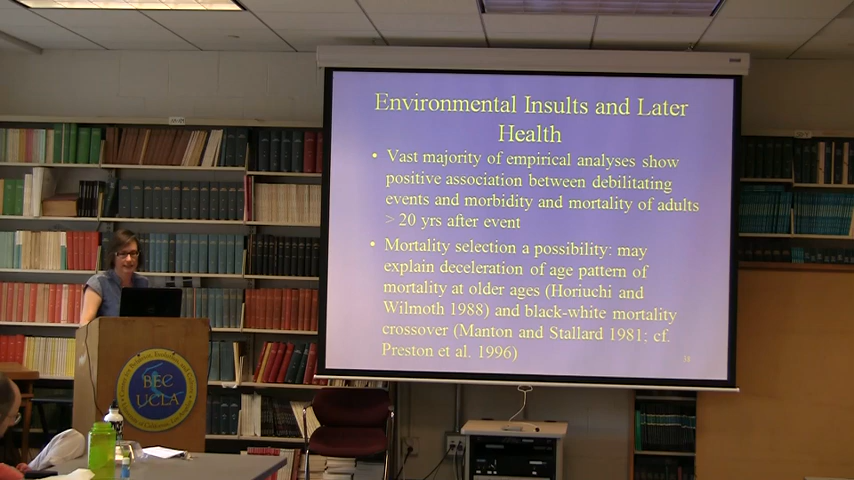 Environmental Insults and Later
Health
• Vast majority of empirical analyses show
positive association between debilitating
events and morbidity and mortality of adults
> 20 yrs after event
• Mortality selection a possibility: may
explain deceleration of age pattern of
mortality at older ages (Horiuchi and
Wilmoth 1988) and black-white mortality
crossover (Manton and Stallard 1981; cf.
Preston et al. 1996)
BEC
UCLA